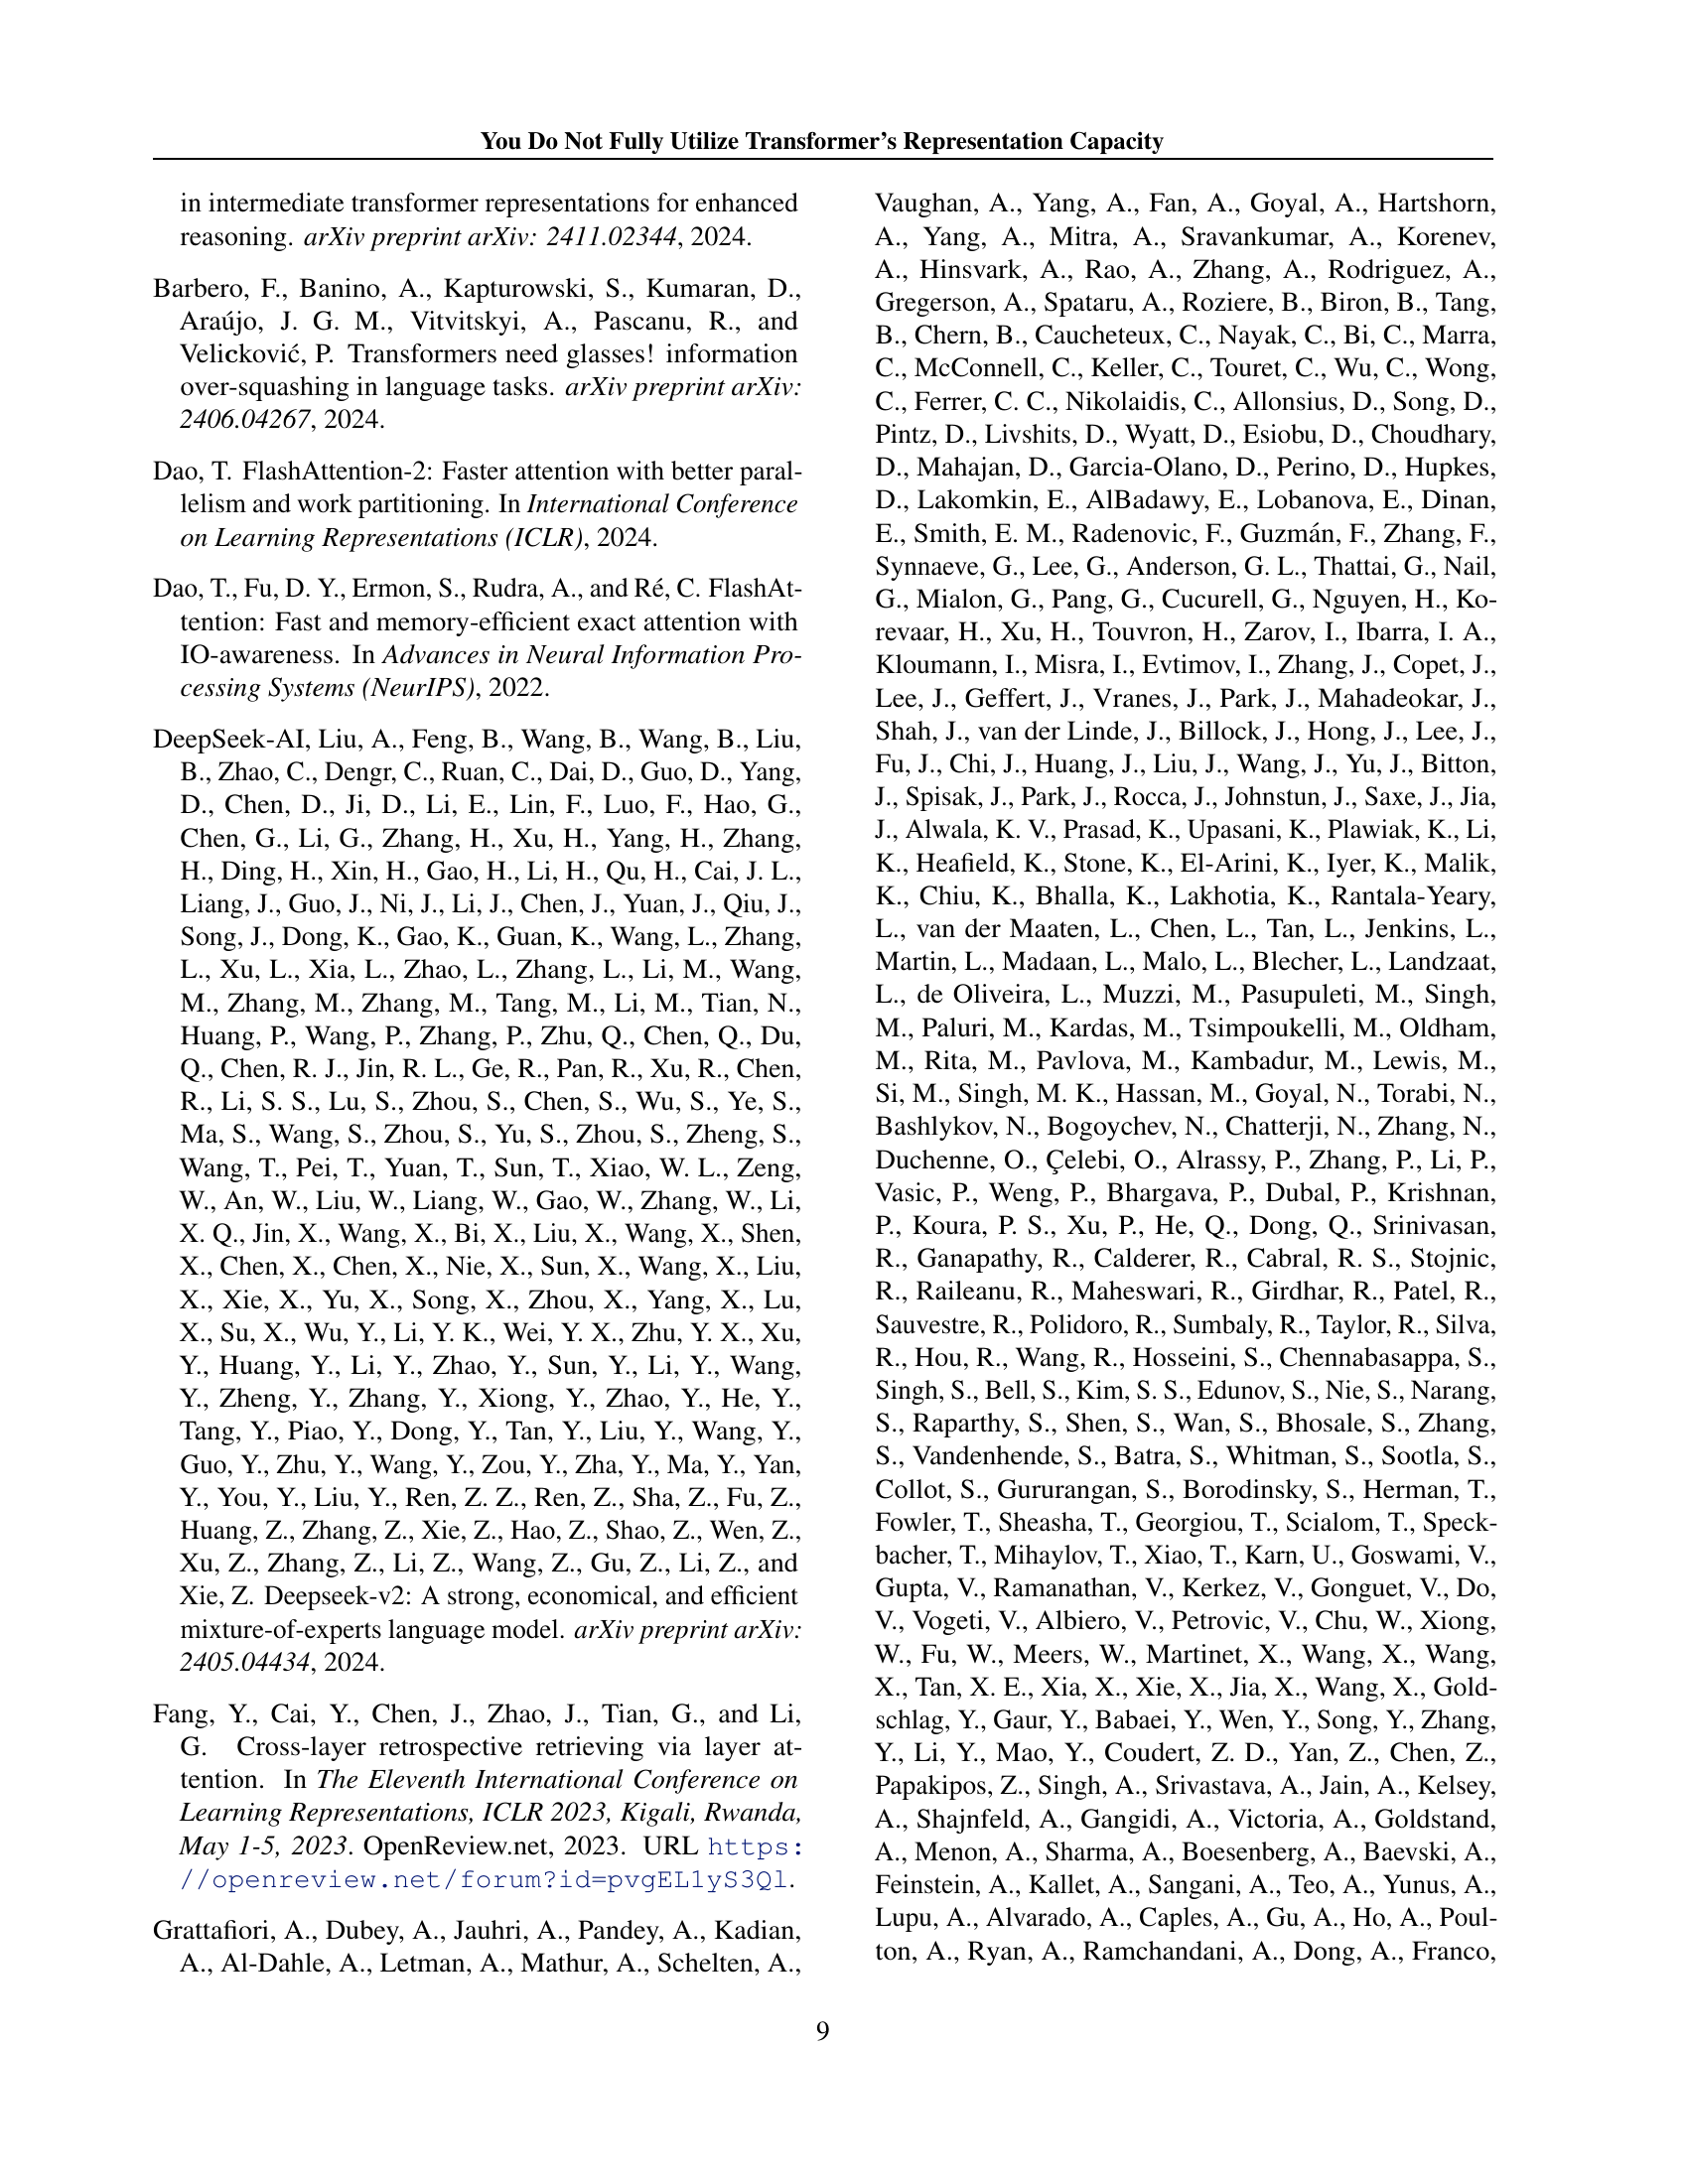 You Do Not Fully Utilize Transformer's Representation Capacity
in intermediate transformer representations for enhanced
reasoning. arXiv preprint arXiv: 2411.02344, 2024.
Barbero, F., Banino, A., Kapturowski, S., Kumaran, D.,
Araújo, J. G. M., Vitvitskyi, A., Pascanu, R., and
Velicković, P. Transformers need glasses! information
over-squashing in language tasks. arXiv preprint arXiv:
2406.04267, 2024.
Dao, T. FlashAttention-2: Faster attention with better paral-
lelism and work partitioning. In International Conference
on Learning Representations (ICLR), 2024.
Dao, T., Fu, D. Y., Ermon, S., Rudra, A., and Ré, C. FlashAt-
tention: Fast and memory-efficient exact attention with
IO-awareness. In Advances in Neural Information Pro-
cessing Systems (NeurIPS), 2022.
DeepSeek-AI, Liu, A., Feng, B., Wang, B., Wang, B., Liu,
B., Zhao, C., Dengr, C., Ruan, C., Dai, D., Guo, D., Yang,
D., Chen, D., Ji, D., Li, E., Lin, F., Luo, F., Hao, G.,
Chen, G., Li, G., Zhang, H., Xu, H., Yang, H., Zhang,
H., Ding, H., Xin, H., Gao, H., Li, H., Qu, H., Cai, J. L.,
Liang, J., Guo, J., Ni, J., Li, J., Chen, J., Yuan, J., Qiu, J.,
Song, J., Dong, K., Gao, K., Guan, K., Wang, L., Zhang,
L., Xu, L., Xia, L., Zhao, L., Zhang, L., Li, M., Wang,
M., Zhang, M., Zhang, M., Tang, M., Li, M., Tian, N.,
Huang, P., Wang, P., Zhang, P., Zhu, Q., Chen, Q., Du,
Q., Chen, R. J., Jin, R. L., Ge, R., Pan, R., Xu, R., Chen,
R., Li, S. S., Lu, S., Zhou, S., Chen, S., Wu, S., Ye, S.,
Ma, S., Wang, S., Zhou, S., Yu, S., Zhou, S., Zheng, S.,
Wang, T., Pei, T., Yuan, T., Sun, T., Xiao, W. L., Zeng,
W., An, W., Liu, W., Liang, W., Gao, W., Zhang, W., Li,
X. Q., Jin, X., Wang, X., Bi, X., Liu, X., Wang, X., Shen,
X., Chen, X., Chen, X., Nie, X., Sun, X., Wang, X., Liu,
X., Xie, X., Yu, X., Song, X., Zhou, X., Yang, X., Lu,
X., Su, X., Wu, Y., Li, Y. K., Wei, Y. X., Zhu, Y. X., Xu,
Y., Huang, Y., Li, Y., Zhao, Y., Sun, Y., Li, Y., Wang,
Y., Zheng, Y., Zhang, Y., Xiong, Y., Zhao, Y., He, Y.,
Tang, Y., Piao, Y., Dong, Y., Tan, Y., Liu, Y., Wang, Y.,
Guo, Y., Zhu, Y., Wang, Y., Zou, Y., Zha, Y., Ma, Y., Yan,
Y., You, Y., Liu, Y., Ren, Z. Z., Ren, Z., Sha, Z., Fu, Z.,
Huang, Z., Zhang, Z., Xie, Z., Hao, Z., Shao, Z., Wen, Z.,
Xu, Z., Zhang, Z., Li, Z., Wang, Z., Gu, Z., Li, Z., and
Xie, Z. Deepseek-v2: A strong, economical, and efficient
mixture-of-experts language model. arXiv preprint arXiv:
2405.04434, 2024.
Fang, Y., Cai, Y., Chen, J., Zhao, J., Tian, G., and Li,
G. Cross-layer retrospective retrieving via layer at-
tention. In The Eleventh International Conference on
Learning Representations, ICLR 2023, Kigali, Rwanda,
May 1-5, 2023. OpenReview.net, 2023. URL https:
//openreview.net/forum?id=pvgEL1yS3Ql.
Grattafiori, A., Dubey, A., Jauhri, A., Pandey, A., Kadian,
A., Al-Dahle, A., Letman, A., Mathur, A., Schelten, A.,
Vaughan, A., Yang, A., Fan, A., Goyal, A., Hartshorn,
A., Yang, A., Mitra, A., Sravankumar, A., Korenev,
A., Hinsvark, A., Rao, A., Zhang, A., Rodriguez, A.,
Gregerson, A., Spataru, A., Roziere, B., Biron, B., Tang,
B., Chern, B., Caucheteux, C., Nayak, C., Bi, C., Marra,
C., McConnell, C., Keller, C., Touret, C., Wu, C., Wong,
C., Ferrer, C. C., Nikolaidis, C., Allonsius, D., Song, D.,
Pintz, D., Livshits, D., Wyatt, D., Esiobu, D., Choudhary,
D., Mahajan, D., Garcia-Olano, D., Perino, D., Hupkes,
D., Lakomkin, E., AlBadawy, E., Lobanova, E., Dinan,
E., Smith, E. M., Radenovic, F., Guzmán, F., Zhang, F.,
Synnaeve, G., Lee, G., Anderson, G. L., Thattai, G., Nail,
G., Mialon, G., Pang, G., Cucurell, G., Nguyen, H., Ko-
revaar, H., Xu, H., Touvron, H., Zarov, I., Ibarra, I. A.,
Kloumann, I., Misra, I., Evtimov, I., Zhang, J., Copet, J.,
Lee, J., Geffert, J., Vranes, J., Park, J., Mahadeokar, J.,
Shah, J., van der Linde, J., Billock, J., Hong, J., Lee, J.,
Fu, J., Chi, J., Huang, J., Liu, J., Wang, J., Yu, J., Bitton,
J., Spisak, J., Park, J., Rocca, J., Johnstun, J., Saxe, J., Jia,
J., Alwala, K. V., Prasad, K., Upasani, K., Plawiak, K., Li,
K., Heafield, K., Stone, K., El-Arini, K., Iyer, K., Malik,
K., Chiu, K., Bhalla, K., Lakhotia, K., Rantala-Yeary,
L., van der Maaten, L., Chen, L., Tan, L., Jenkins, L.,
Martin, L., Madaan, L., Malo, L., Blecher, L., Landzaat,
L., de Oliveira, L., Muzzi, M., Pasupuleti, M., Singh,
M., Paluri, M., Kardas, M., Tsimpoukelli, M., Oldham,
M., Rita, M., Pavlova, M., Kambadur, M., Lewis, M.,
Si, M., Singh, M. K., Hassan, M., Goyal, N., Torabi, N.,
Bashlykov, N., Bogoychev, N., Chatterji, N., Zhang, N.,
Duchenne, O., Çelebi, O., Alrassy, P., Zhang, P., Li, P.,
Vasic, P., Weng, P., Bhargava, P., Dubal, P., Krishnan,
P., Koura, P. S., Xu, P., He, Q., Dong, Q., Srinivasan,
R., Ganapathy, R., Calderer, R., Cabral, R. S., Stojnic,
R., Raileanu, R., Maheswari, R., Girdhar, R., Patel, R.,
Sauvestre, R., Polidoro, R., Sumbaly, R., Taylor, R., Silva,
R., Hou, R., Wang, R., Hosseini, S., Chennabasappa, S.,
Singh, S., Bell, S., Kim, S. S., Edunov, S., Nie, S., Narang,
S., Raparthy, S., Shen, S., Wan, S., Bhosale, S., Zhang,
S., Vandenhende, S., Batra, S., Whitman, S., Sootla, S.,
Collot, S., Gururangan, S., Borodinsky, S., Herman, T.,
Fowler, T., Sheasha, T., Georgiou, T., Scialom, T., Speck-
bacher, T., Mihaylov, T., Xiao, T., Karn, U., Goswami, V.,
Gupta, V., Ramanathan, V., Kerkez, V., Gonguet, V., Do,
V., Vogeti, V., Albiero, V., Petrovic, V., Chu, W., Xiong,
W., Fu, W., Meers, W., Martinet, X., Wang, X., Wang,
X., Tan, X. E., Xia, X., Xie, X., Jia, X., Wang, X., Gold-
schlag, Y., Gaur, Y., Babaei, Y., Wen, Y., Song, Y., Zhang,
Y., Li, Y., Mao, Y., Coudert, Z. D., Yan, Z., Chen, Z.,
Papakipos, Z., Singh, A., Srivastava, A., Jain, A., Kelsey,
A., Shajnfeld, A., Gangidi, A., Victoria, A., Goldstand,
A., Menon, A., Sharma, A., Boesenberg, A., Baevski, A.,
Feinstein, A., Kallet, A., Sangani, A., Teo, A., Yunus, A.,
Lupu, A., Alvarado, A., Caples, A., Gu, A., Ho, A., Poul-
ton, A., Ryan, A., Ramchandani, A., Dong, A., Franco,
9